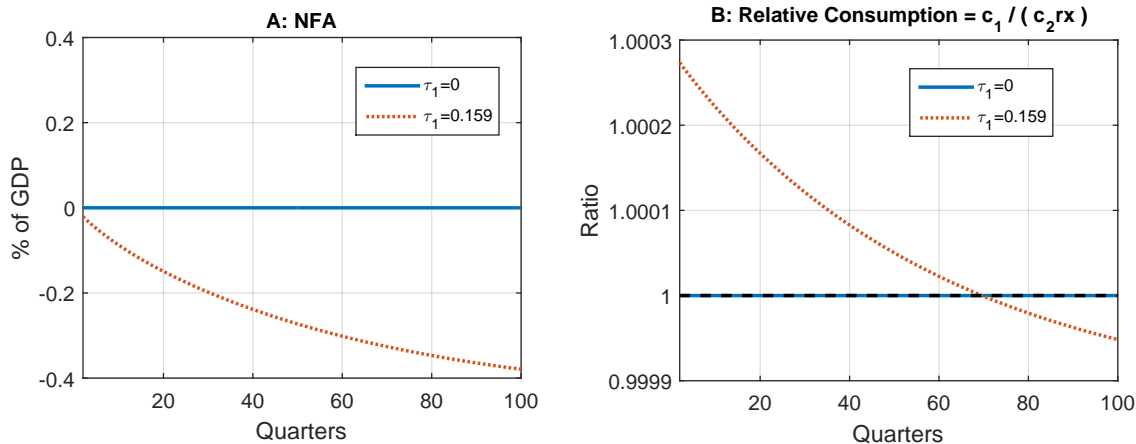 A: NFA
0.4
0.2
0
-0.2
-0.4
% of GDP
20 40 60 80 100
Quarters
τ₁=0
τ₁=0.159
B: Relative Consumption = c₁ / ( c₂rx )
1.0003
1.0002
1.0001
1
0.9999
Ratio
20 40 60 80 100
Quarters
τ₁=0
τ₁=0.159